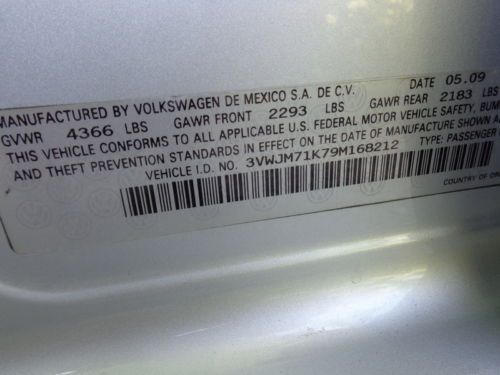 MANUFACTURED BY VOLKSWAGEN DE MEXICO S.A. DE C.V. DATE 05.09
GVWR 4366 LBS GAWR FRONT 2293 LBS GAWR REAR 2183 LBS
THIS VEHICLE CONFORMS TO ALL APPLICABLE U.S. FEDERAL MOTOR VEHICLE SAFETY, BUM
AND THEFT PREVENTION STANDARDS IN EFFECT ON THE DATE OF MANUFACTURE SHOWN A
VEHICLE I.D. NO. 3VWJM71K79M168212 TYPE: PASSENGER
COUNTRY OF OR